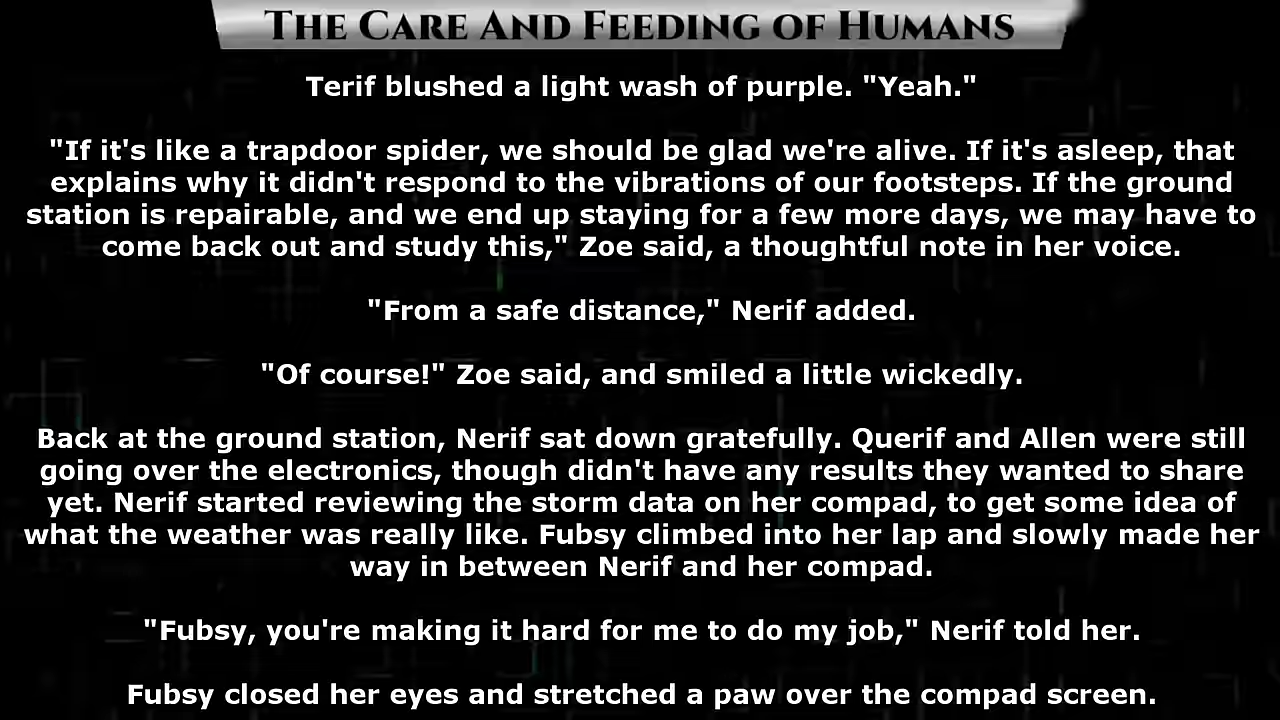 The Care And Feeding of Humans
Terif blushed a light wash of purple. "Yeah."
"If it's like a trapdoor spider, we should be glad we're alive. If it's asleep, that
explains why it didn't respond to the vibrations of our footsteps. If the ground
station is repairable, and we end up staying for a few more days, we may have to
come back out and study this," Zoe said, a thoughtful note in her voice.
"From a safe distance," Nerif added.
"Of course!" Zoe said, and smiled a little wickedly.
Back at the ground station, Nerif sat down gratefully. Querif and Allen were still
going over the electronics, though didn't have any results they wanted to share
yet. Nerif started reviewing the storm data on her compad, to get some idea of
what the weather was really like. Fubsy climbed into her lap and slowly made her
way in between Nerif and her compad.
"Fubsy, you're making it hard for me to do my job," Nerif told her.
Fubsy closed her eyes and stretched a paw over the compad screen.